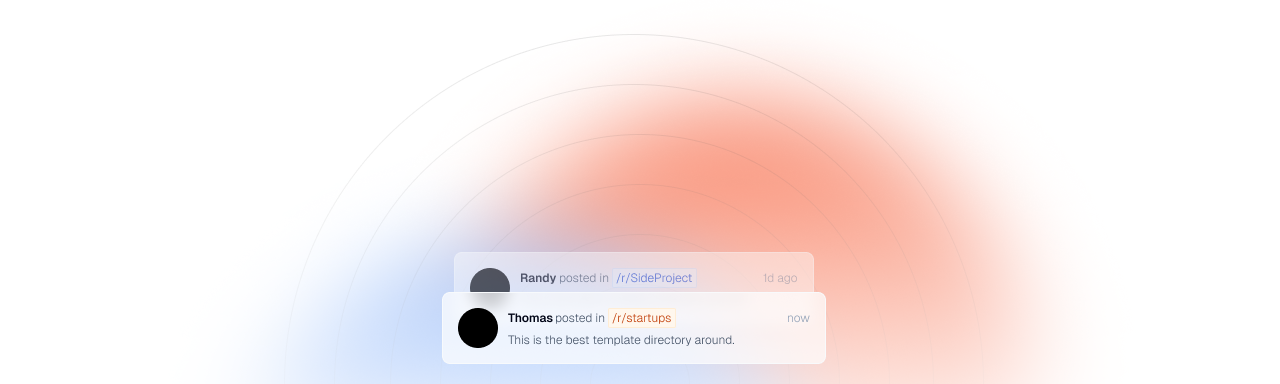 Randy posted in /r/SideProject 1d ago
Thomas posted in /r/startups now
This is the best template directory around.